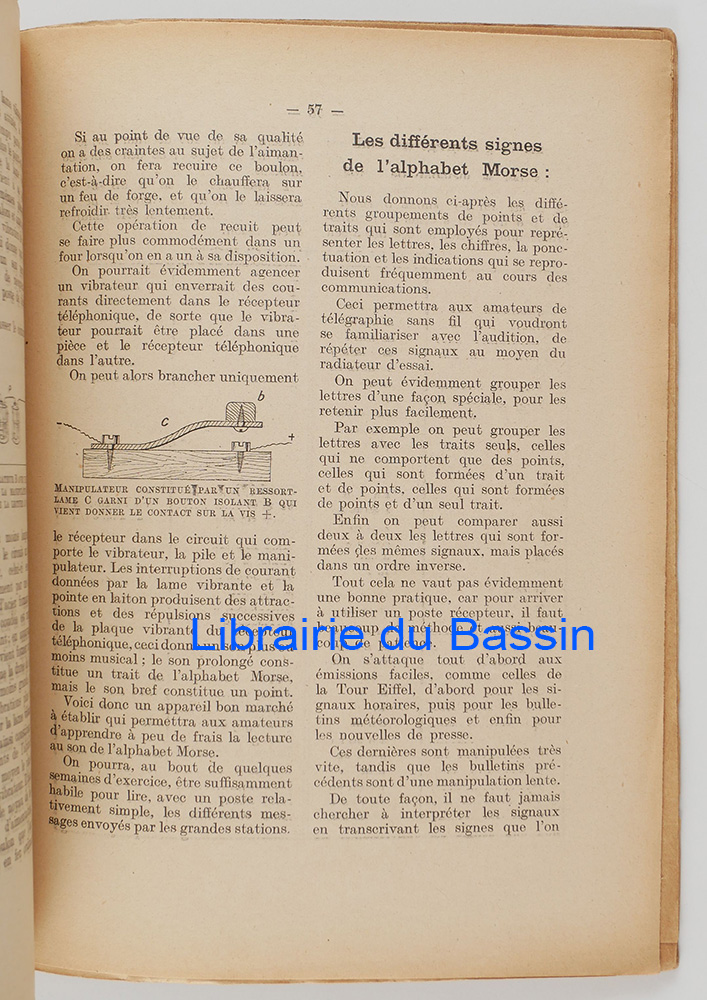 — 57 —
Si au point de vue de sa qualité
on a des craintes au sujet de l'aiman-
tation, on fera recuire ce boulon,
c'est-à-dire qu'on le chauffera sur
un feu de forge, et qu'on le laissera
refroidir très lentement.
Cette opération de recuit peut
se faire plus commodément dans un
four lorsqu'on en a un à sa disposition.
On pourrait évidemment agencer
un vibrateur qui enverrait des cou-
rants directement dans le récepteur
téléphonique, de sorte que le vibra-
teur pourrait être placé dans une
pièce et le récepteur téléphonique
dans l'autre.
On peut alors brancher uniquement
b
c
–
+
MANIPULATEUR CONSTITUÉ PAR UN RESSORT-
LAME C GARNI D'UN BOUTON ISOLANT B QUI
VIENT DONNER LE CONTACT SUR LA VIS +.
le récepteur dans le circuit qui com-
porte le vibrateur, la pile et le mani-
pulateur. Les interruptions de courant
données par la lame vibrante et la
pointe en laiton produisent des attrac-
tions et des répulsions successives
de la plaque vibrante du récepteur
téléphonique, ceci donne un son plus ou
moins musical ; le son prolongé cons-
titue un trait de l'alphabet Morse,
mais le son bref constitue un point.
Voici donc un appareil bon marché
à établir qui permettra aux amateurs
d'apprendre à peu de frais la lecture
au son de l'alphabet Morse.
On pourra, au bout de quelques
semaines d'exercice, être suffisamment
habile pour lire, avec un poste rela-
tivement simple, les différents mes-
sages envoyés par les grandes stations.
Les différents signes
de l'alphabet Morse :
Nous donnons ci-après les diffé-
rents groupements de points et de
traits qui sont employés pour repré-
senter les lettres, les chiffres, la ponc-
tuation et les indications qui se repro-
duisent fréquemment au cours des
communications.
Ceci permettra aux amateurs de
télégraphie sans fil qui voudront
se familiariser avec l'audition, de
répéter ces signaux au moyen du
radiateur d'essai.
On peut évidemment grouper les
lettres d'une façon spéciale, pour les
retenir plus facilement.
Par exemple on peut grouper les
lettres avec les traits seuls, celles
qui ne comportent que des points,
celles qui sont formées d'un trait
et de points, celles qui sont formées
de points et d'un seul trait.
Enfin on peut comparer aussi
deux à deux les lettres qui sont for-
mées des mêmes signaux, mais placés
dans un ordre inverse.
Tout cela ne vaut pas évidemment
une bonne pratique, car pour arriver
à utiliser un poste récepteur, il faut
beaucoup de méthode et aussi beau-
coup de patience.
On s'attaque tout d'abord aux
émissions faciles, comme celles de
la Tour Eiffel, d'abord pour les si-
gnaux horaires, puis pour les bulle-
tins météorologiques et enfin pour
les nouvelles de presse.
Ces dernières sont manipulées très
vite, tandis que les bulletins pré-
cédents sont d'une manipulation lente.
De toute façon, il ne faut jamais
chercher à interpréter les signaux
en transcrivant les signes que l'on
Librairie du Bassin